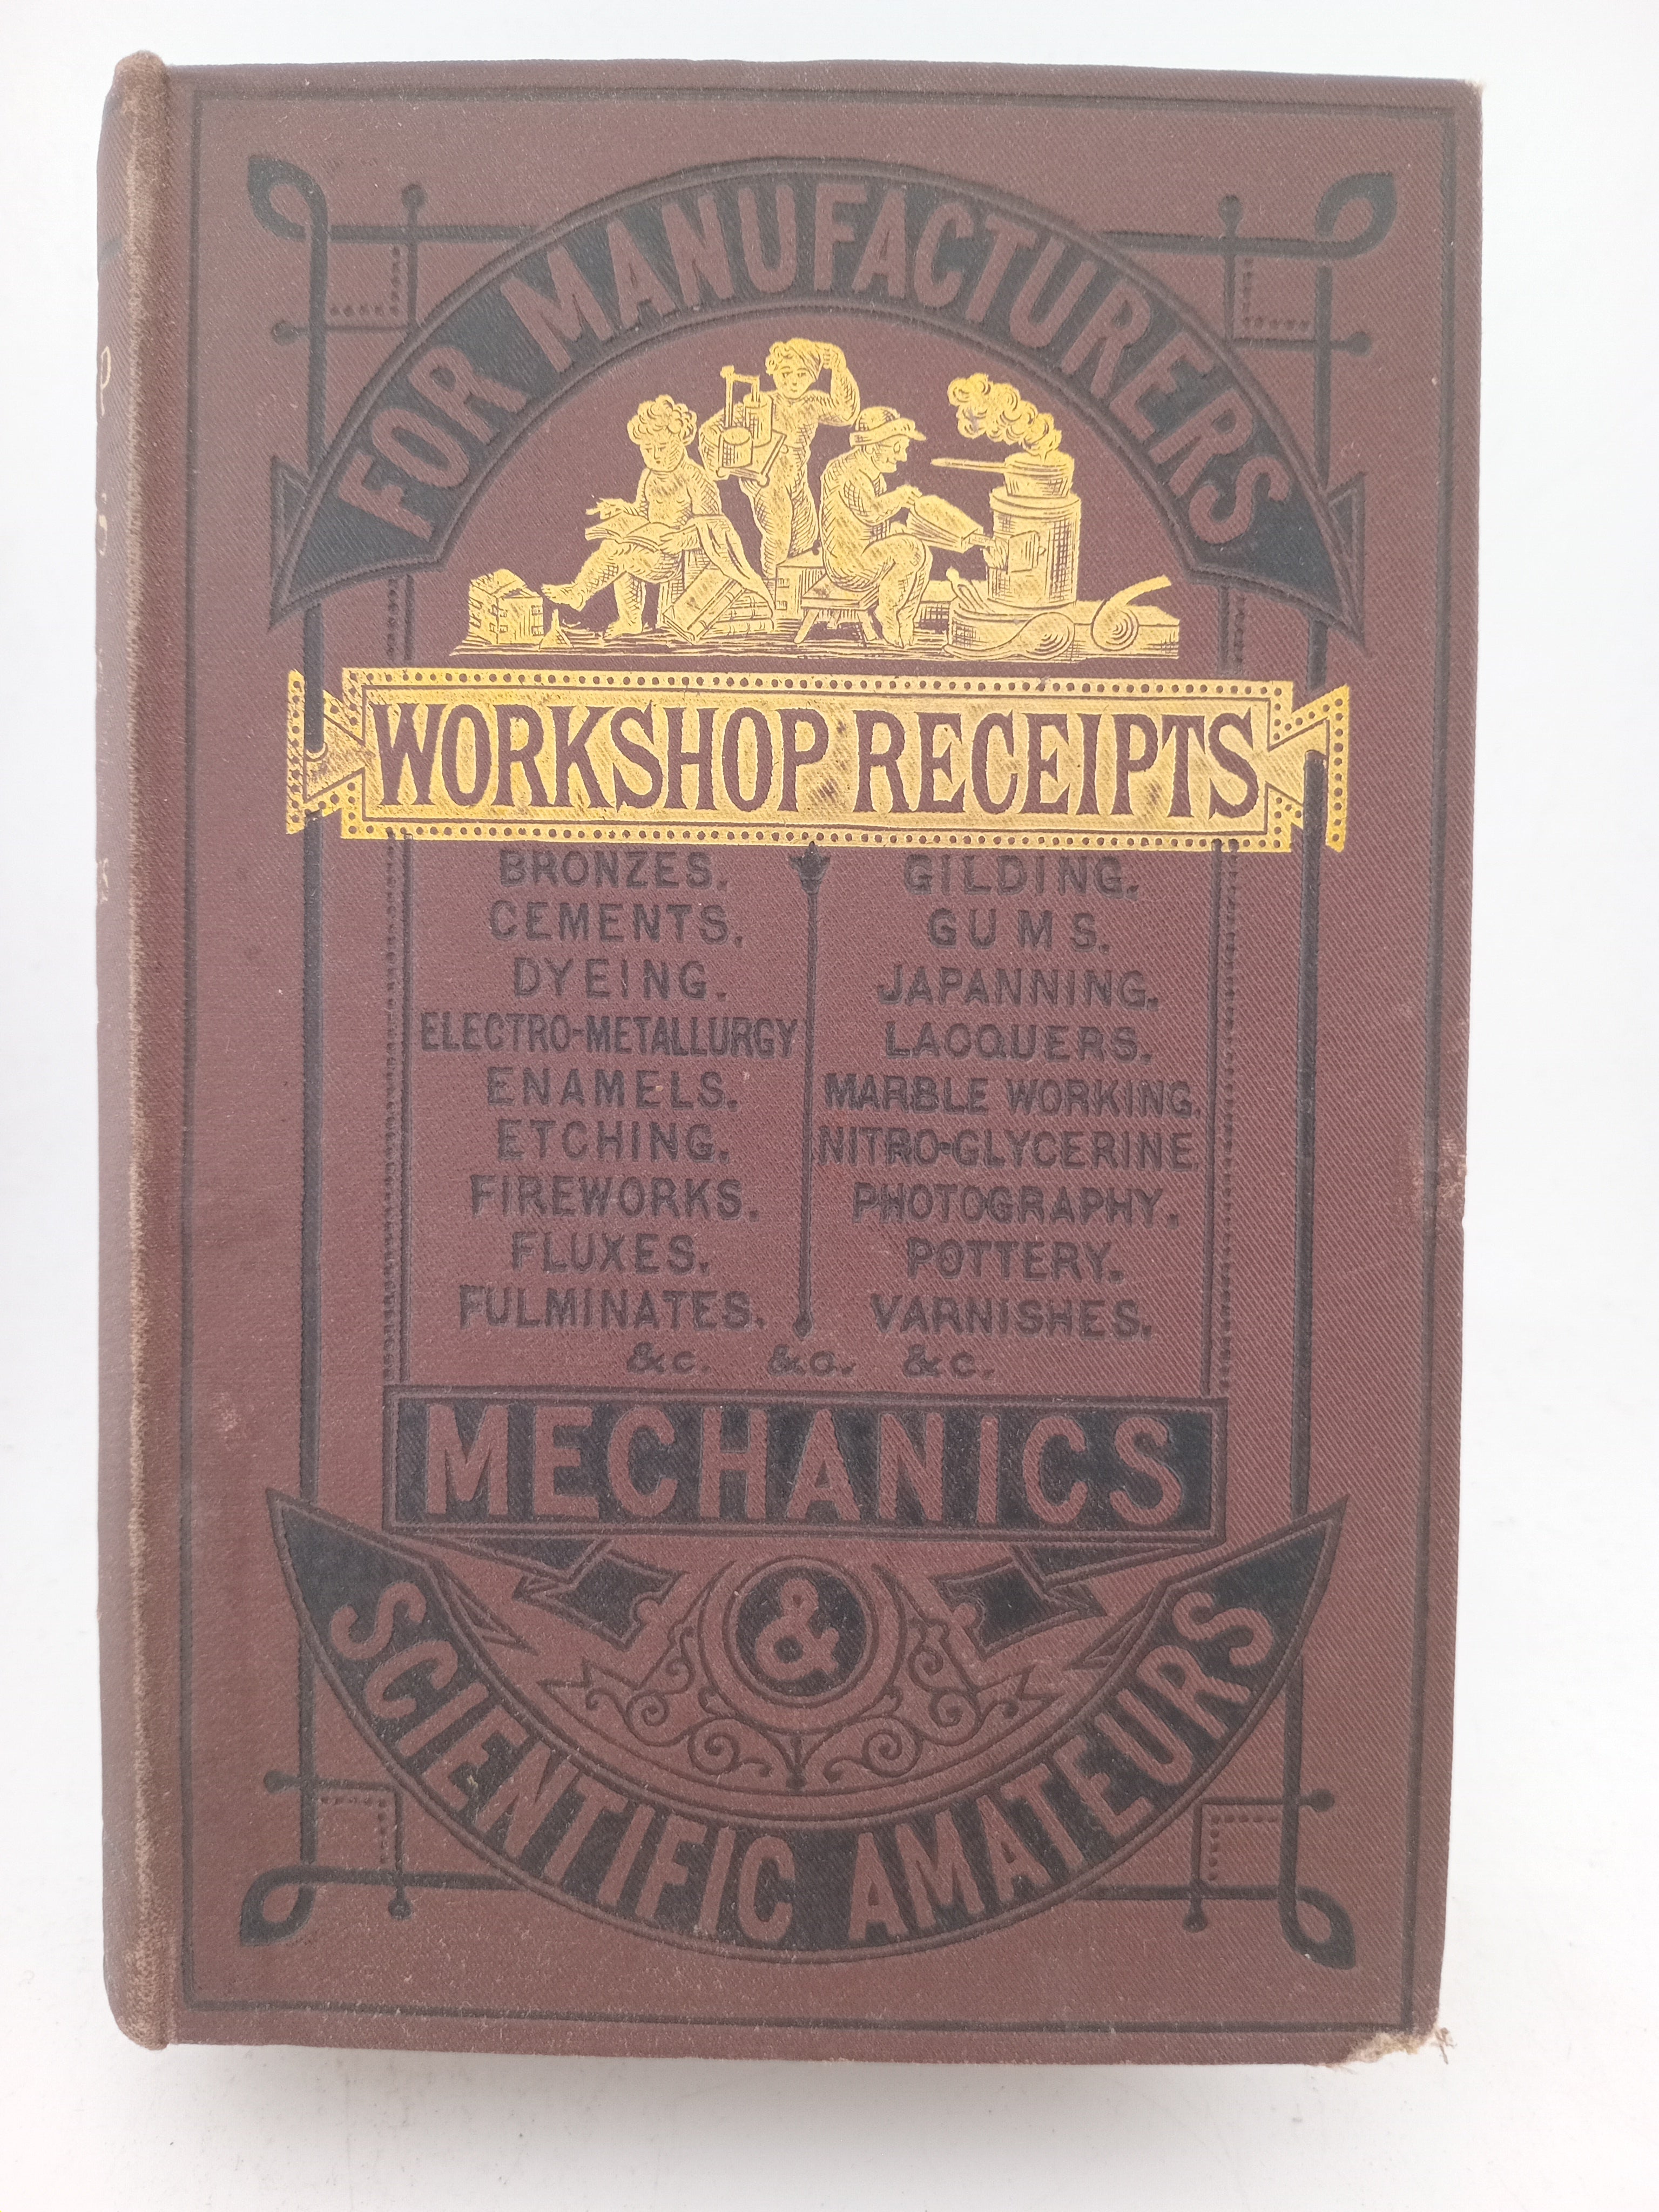 FOR MANUFACTURERS
WORKSHOP RECEIPTS
BRONZES.
CEMENTS.
DYEING.
ELECTRO-METALLURGY
ENAMELS.
ETCHING.
FIREWORKS.
FLUXES.
FULMINATES.
GILDING.
GUMS.
JAPANNING.
LACQUERS.
MARBLE WORKING.
NITRO-GLYCERINE
PHOTOGRAPHY.
POTTERY.
VARNISHES.
&c. &c. &c.
MECHANICS
&
SCIENTIFIC AMATEURS